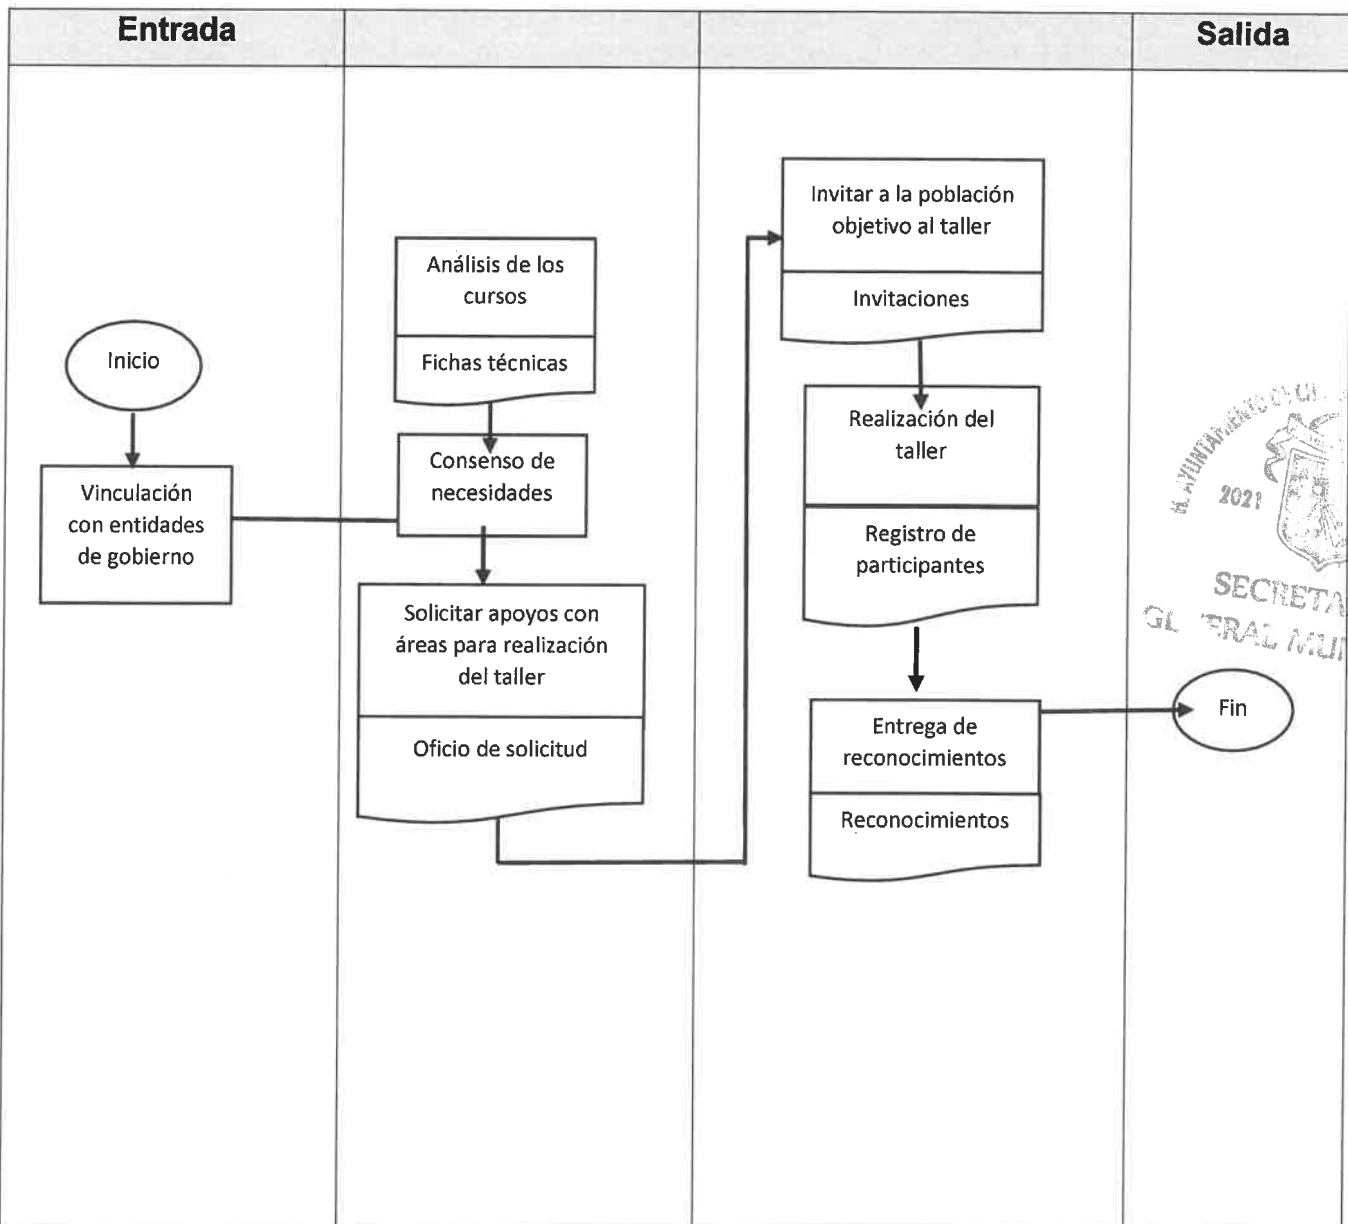 Entrada
Salida
Inicio
Vinculación
con entidades
de gobierno
Análisis de los
cursos
Fichas técnicas
Consenso de
necesidades
Solicitar apoyos con
áreas para realización
del taller
Oficio de solicitud
Invitar a la población
objetivo al taller
Invitaciones
Realización del
taller
Registro de
participantes
Entrega de
reconocimientos
Reconocimientos
Fin
H. AYUNTAMIENTO DE
2021